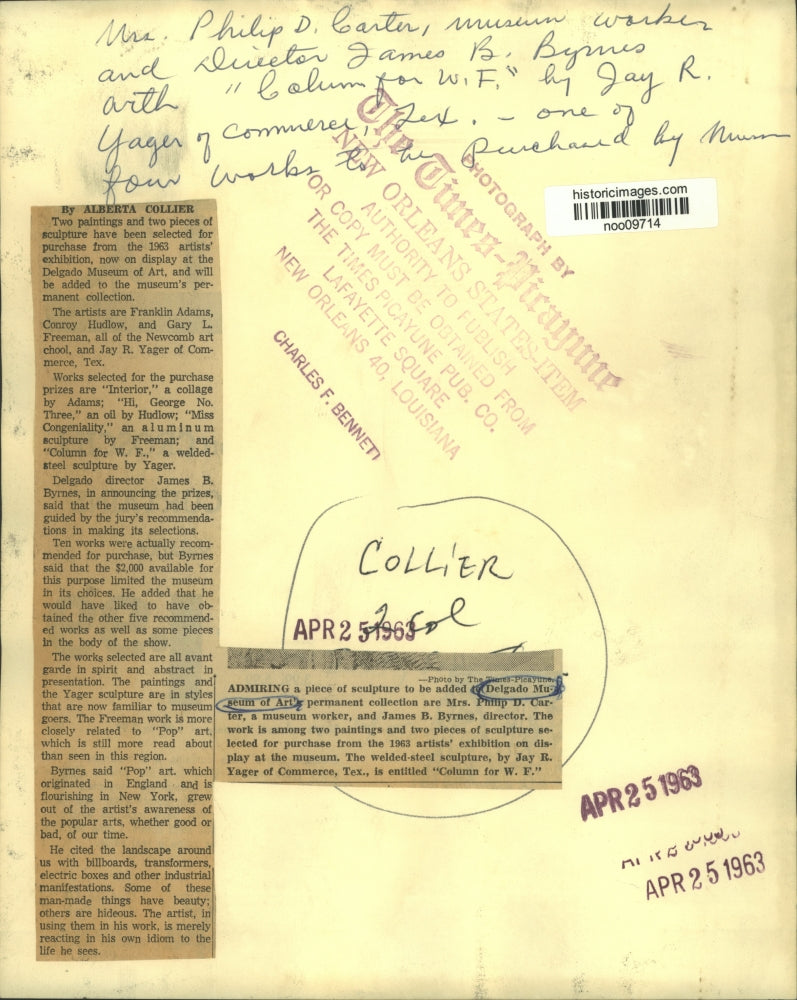 Mrs. Philip D. Carter, museum worker
and Director James B. Byrnes
with "Column for W.F." by Jay R.
Yager of Commerce, Tex. - one of
four works to be purchased by Museum
The Times-Picayune
NEW ORLEANS STATES-ITEM
PHOTOGRAPH BY
AUTHORITY TO PUBLISH
OR COPY MUST BE OBTAINED FROM
THE TIMES PICAYUNE PUB. CO.
LAFAYETTE SQUARE
NEW ORLEANS 40, LOUISIANA
CHARLES F. BENNETT
historicimages.com
noo09714
By ALBERTA COLLIER
Two paintings and two pieces of
sculpture have been selected for
purchase from the 1963 artists'
exhibition, now on display at the
Delgado Museum of Art, and will
be added to the museum's per-
manent collection.
The artists are Franklin Adams,
Conroy Hudlow, and Gary L.
Freeman, all of the Newcomb art
chool, and Jay R. Yager of Com-
merce, Tex.
Works selected for the purchase
prizes are "Interior," a collage
by Adams; "Hi, George No.
Three," an oil by Hudlow; "Miss
Congeniality," an aluminum
sculpture by Freeman; and
"Column for W. F.," a welded-
steel sculpture by Yager.
Delgado director James B.
Byrnes, in announcing the prizes,
said that the museum had been
guided by the jury's recommenda-
tions in making its selections.
Ten works were actually recom-
mended for purchase, but Byrnes
said that the $2,000 available for
this purpose limited the museum
in its choices. He added that he
would have liked to have ob-
tained the other five recommend-
ed works as well as some pieces
in the body of the show.
The works selected are all avant
garde in spirit and abstract in
presentation. The paintings and
the Yager sculpture are in styles
that are now familiar to museum
goers. The Freeman work is more
closely related to "Pop" art,
which is still more read about
than seen in this region.
Byrnes said "Pop" art. which
originated in England and is
flourishing in New York, grew
out of the artist's awareness of
the popular arts, whether good or
bad, of our time.
He cited the landscape around
us with billboards, transformers,
electric boxes and other industrial
manifestations. Some of these
man-made things have beauty;
others are hideous. The artist, in
using them in his work, is merely
reacting in his own idiom to the
life he sees.
COLLIER
2 Col
APR 25 1963
—Photo by The Times-Picayune.
ADMIRING a piece of sculpture to be added to Delgado Mu-
seum of Art's permanent collection are Mrs. Philip D. Car-
ter, a museum worker, and James B. Byrnes, director. The
work is among two paintings and two pieces of sculpture se-
lected for purchase from the 1963 artists' exhibition on dis-
play at the museum. The welded-steel sculpture, by Jay R.
Yager of Commerce, Tex., is entitled "Column for W. F."
APR 25 1963
APR 25 1963